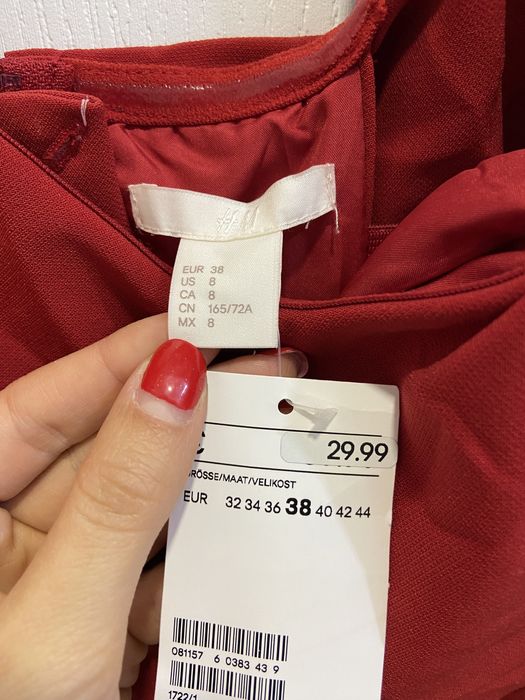 H&M
EUR 38
US 8
CA 8
CN 165/72A
MX 8
€ 29.99
GRÖSSE/MAAT/VELIKOST
EUR 32 34 36 38 40 42 44
081157 6 0383 43 9
1722/1